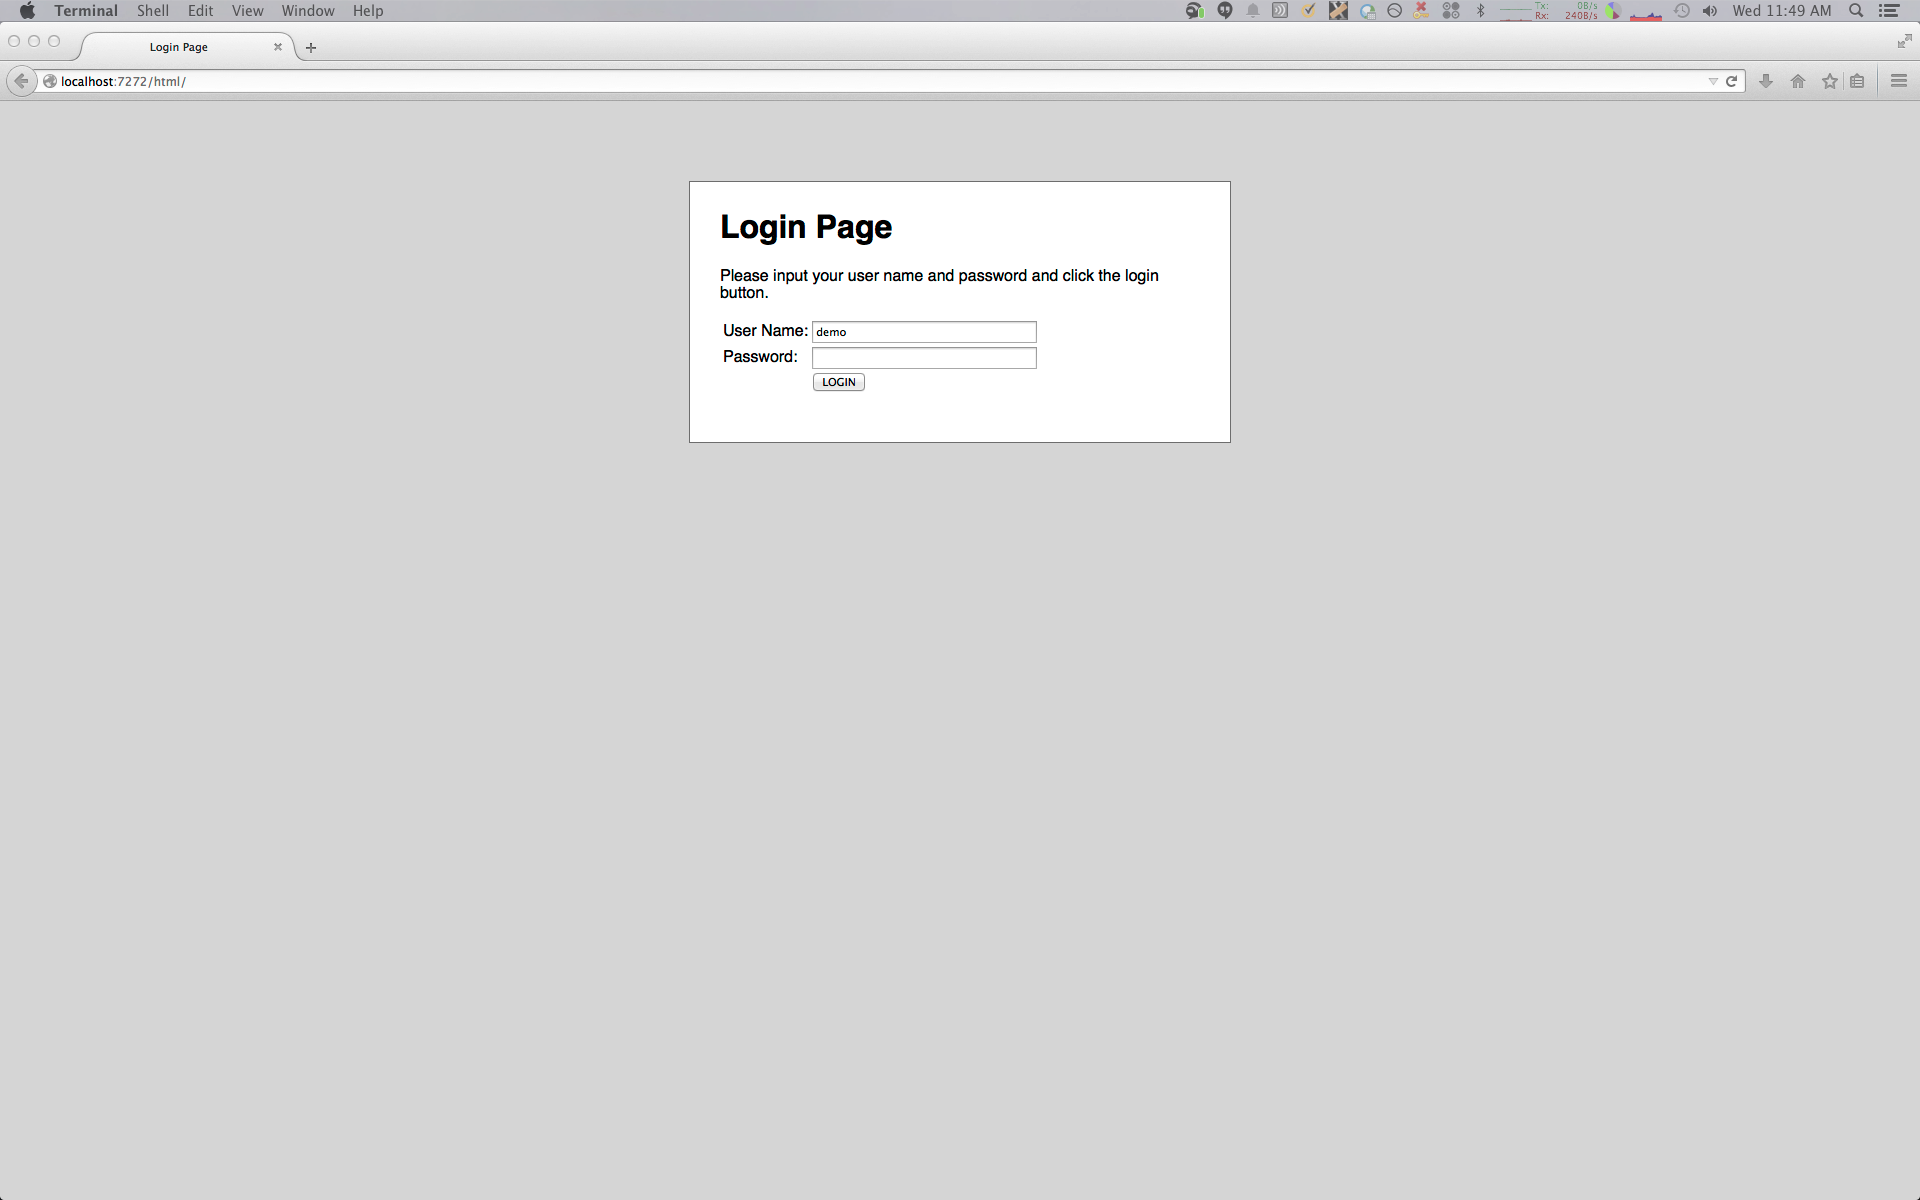 Terminal Shell Edit View Window Help
Tx: 0B/s
Rx: 240B/s
Wed 11:49 AM
Login Page
localhost:7272/html/
Login Page
Please input your user name and password and click the login
button.
User Name: demo
Password:
LOGIN